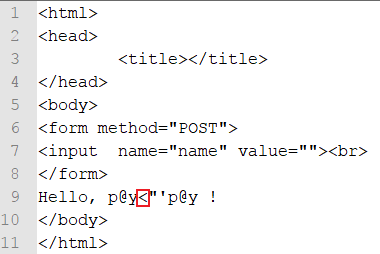 1 <html>
2 <head>
3         <title></title>
4 </head>
5 <body>
6 <form method="POST">
7 <input  name="name" value=""><br>
8 </form>
9 Hello, p@y<"'p@y !
10 </body>
11 </html>